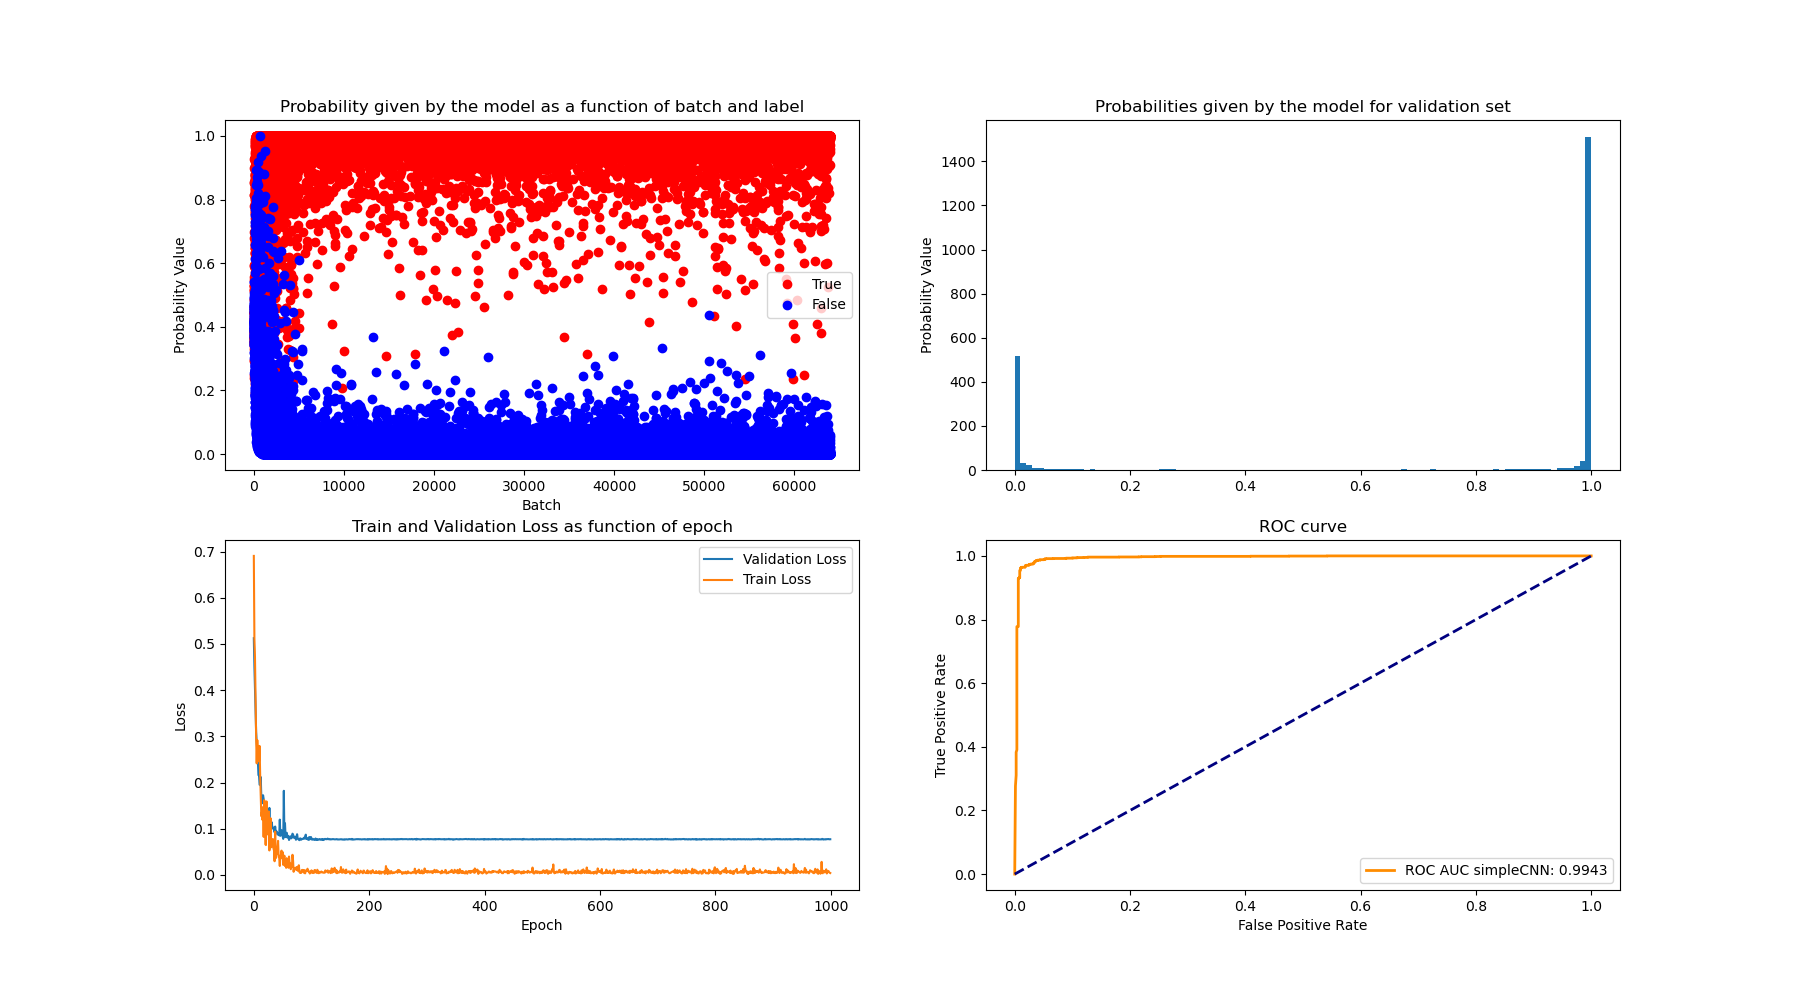 Probability given by the model as a function of batch and label
Probability Value
1.0
0.8
0.6
0.4
0.2
0.0
True
False
0 10000 20000 30000 40000 50000 60000
Batch
Probabilities given by the model for validation set
Probability Value
1400
1200
1000
800
600
400
200
0
0.0 0.2 0.4 0.6 0.8 1.0
Train and Validation Loss as function of epoch
Loss
0.7
0.6
0.5
0.4
0.3
0.2
0.1
0.0
Validation Loss
Train Loss
0 200 400 600 800 1000
Epoch
ROC curve
True Positive Rate
1.0
0.8
0.6
0.4
0.2
0.0
ROC AUC simpleCNN: 0.9943
0.0 0.2 0.4 0.6 0.8 1.0
False Positive Rate